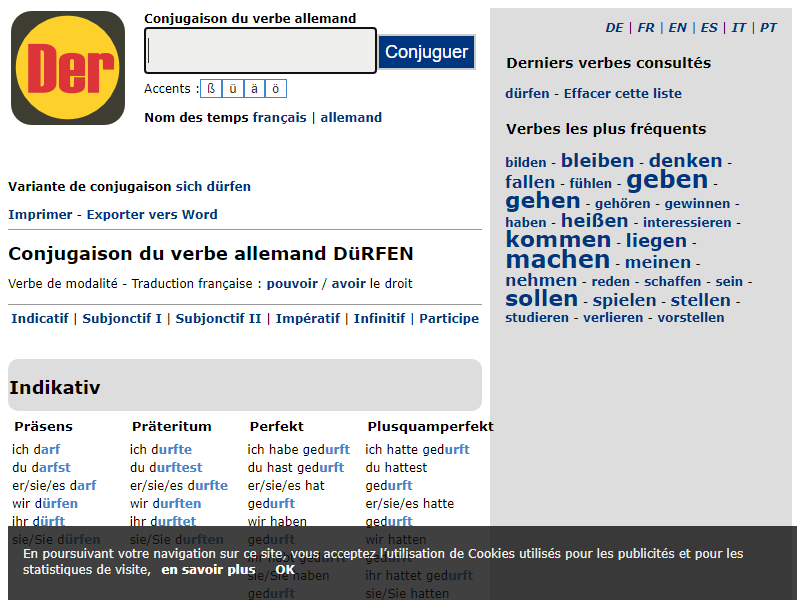 Der
Conjugaison du verbe allemand
Conjuguer
Accents : ß ü ä ö
Nom des temps français | allemand
Variante de conjugaison sich dürfen
Imprimer - Exporter vers Word
Conjugaison du verbe allemand DüRFEN
Verbe de modalité - Traduction française : pouvoir / avoir le droit
Indicatif | Subjonctif I | Subjonctif II | Impératif | Infinitif | Participe
Indikativ
Präsens
ich darf
du darfst
er/sie/es darf
wir dürfen
ihr dürft
sie/Sie dürfen
Präteritum
ich durfte
du durftest
er/sie/es durfte
wir durften
ihr durftet
sie/Sie durften
Perfekt
ich habe gedurft
du hast gedurft
er/sie/es hat
gedurft
wir haben
gedurft
ihr habt gedurft
sie/Sie haben
gedurft
Plusquamperfekt
ich hatte gedurft
du hattest
gedurft
er/sie/es hatte
gedurft
wir hatten
gedurft
ihr hattet gedurft
sie/Sie hatten
DE | FR | EN | ES | IT | PT
Derniers verbes consultés
dürfen - Effacer cette liste
Verbes les plus fréquents
bilden - bleiben - denken -
fallen - fühlen - geben -
gehen - gehören - gewinnen -
haben - heißen - interessieren -
kommen - liegen -
machen - meinen -
nehmen - reden - schaffen - sein -
sollen - spielen - stellen -
studieren - verlieren - vorstellen
En poursuivant votre navigation sur ce site, vous acceptez l’utilisation de Cookies utilisés pour les publicités et pour les
statistiques de visite, en savoir plus OK